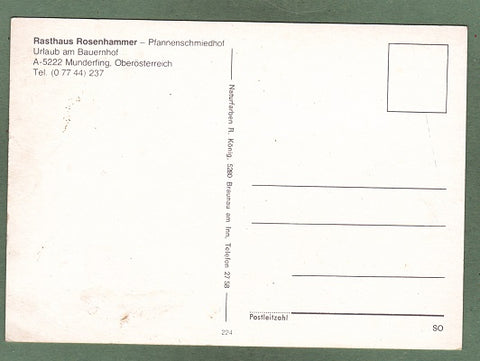 Rasthaus Rosenhammer – Pfannenschmiedhof
Urlaub am Bauernhof
A-5222 Munderfing, Oberösterreich
Tel. (0 77 44) 237
Naturfarben R. König, 5280 Braunau am Inn, Telefon 27 58
Postleitzahl
224
SO